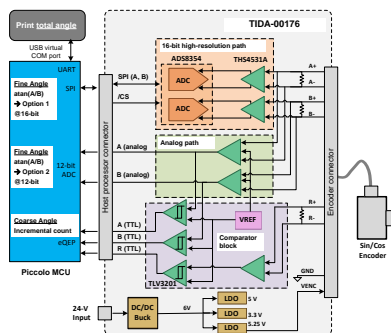 Print total angle
USB virtual
COM port
TIDA-00176
16-bit high-resolution path
ADS8354
THS4531A
ADC
ADC
SPI (A, B)
/CS
UART
SPI
Fine Angle
atan(A/B)
➔ Option 1
@16-bit
Fine Angle
atan(A/B)
➔ Option 2
@12-bit
12-bit
ADC
Coarse Angle
Incremental count
eQEP
Piccolo MCU
Host processor connector
A (analog
B (analog)
Analog path
A (TTL)
B (TTL)
R (TTL)
VREF
Comparator
block
TLV3201
A+
A-
B+
B-
R+
R-
GND
VENC
Encoder connector
Sin/Cos
Encoder
24-V
Input
DC/DC
Buck
6V
LDO
5 V
LDO
3.3 V
LDO
5.25 V